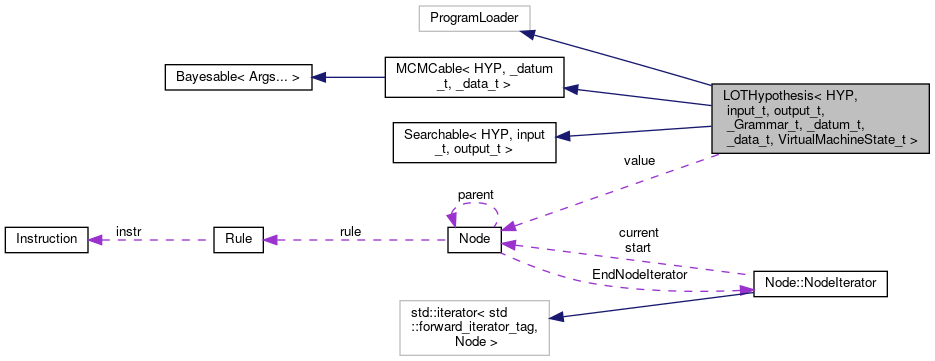 ProgramLoader
Bayesable< Args... >
MCMCable< HYP, _datum
_t, _data_t >
LOTHypothesis< HYP,
input_t, output_t,
_Grammar_t, _datum_t,
_data_t, VirtualMachineState_t >
Searchable< HYP, input
_t, output_t >
value
parent
Instruction
instr
Rule
rule
Node
current
start
EndNodeIterator
Node::NodeIterator
std::iterator< std
::forward_iterator_tag,
Node >